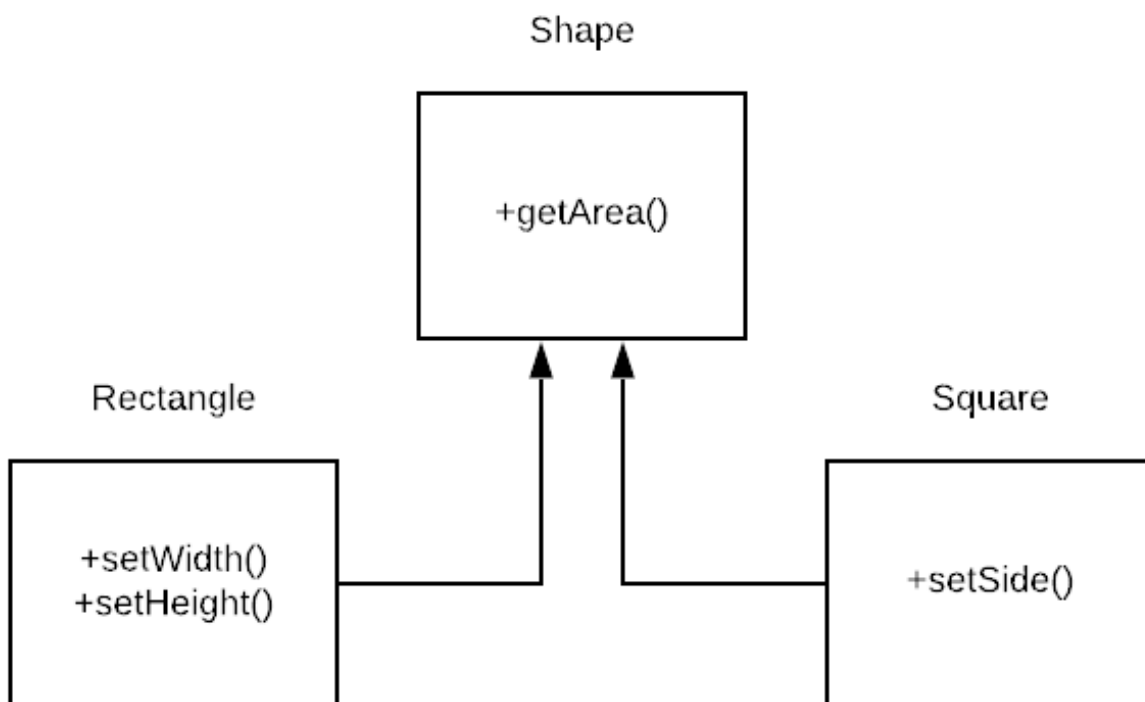 Shape
+getArea()
Rectangle
Square
+setWidth()
+setHeight()
+setSide()